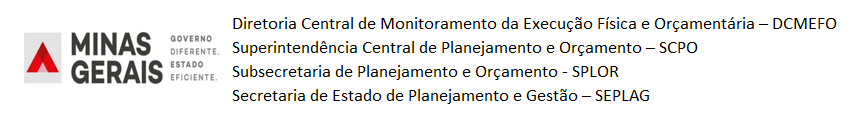 MINAS
GERAIS
GOVERNO
DIFERENTE.
ESTADO
EFICIENTE.
Diretoria Central de Monitoramento da Execução Física e Orçamentária – DCMEFO
Superintendência Central de Planejamento e Orçamento – SCPO
Subsecretaria de Planejamento e Orçamento - SPLOR
Secretaria de Estado de Planejamento e Gestão – SEPLAG